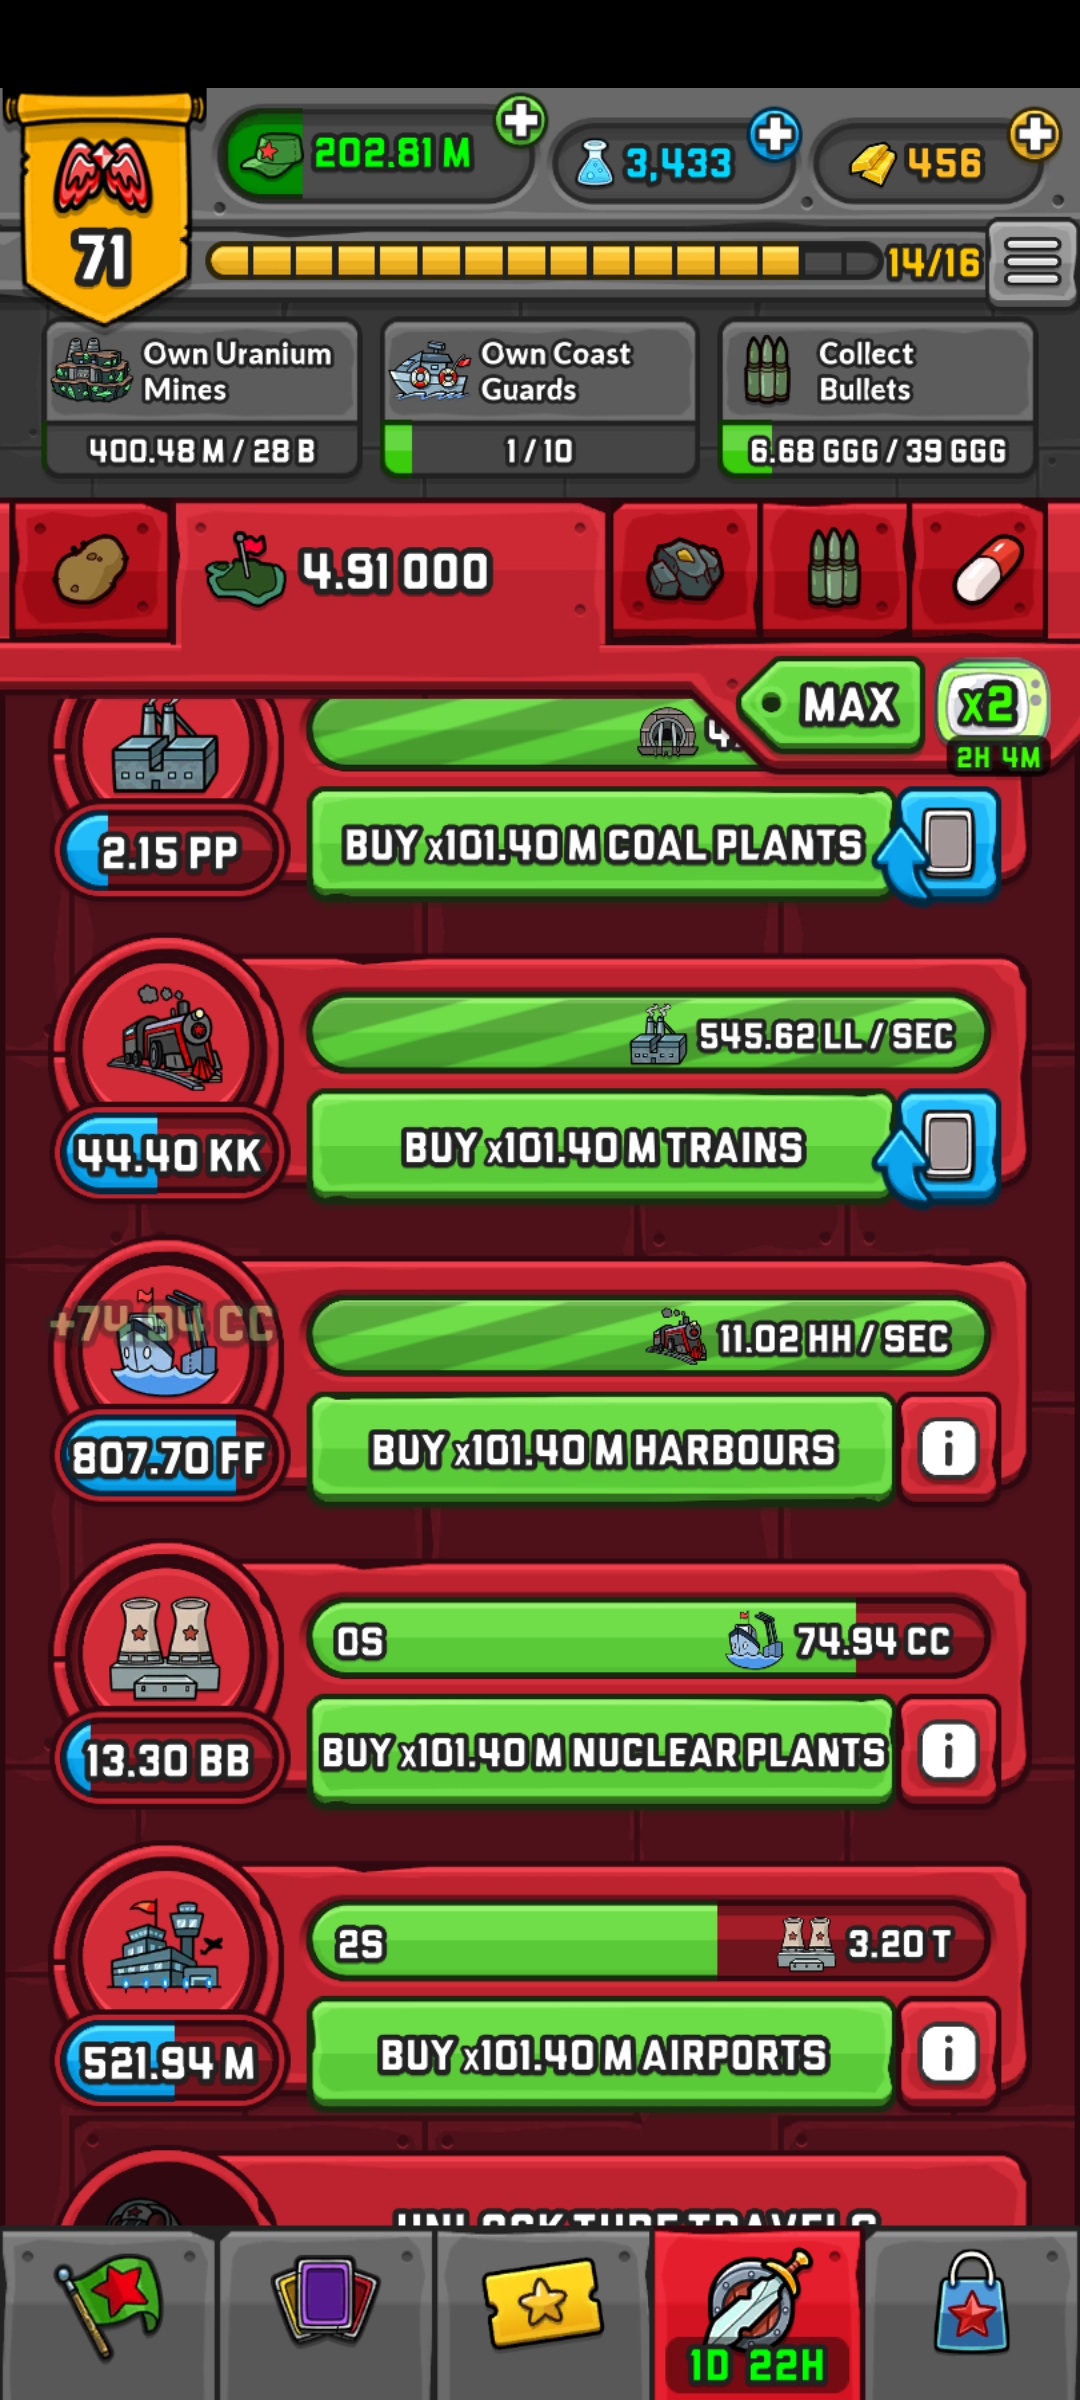 202.81 M
3,433
456
71
14/16
Own Uranium
Mines
400.48 M / 28 B
Own Coast
Guards
1 / 10
Collect
Bullets
6.68 GGG / 39 GGG
4.91 000
MAX
x2
2H 4M
2.15 PP
BUY x101.40 M COAL PLANTS
545.62 LL / SEC
44.40 KK
BUY x101.40 M TRAINS
+74.94 CC
11.02 HH / SEC
807.70 FF
BUY x101.40 M HARBOURS
i
0S
74.94 CC
13.30 BB
BUY x101.40 M NUCLEAR PLANTS
i
2S
3.20 T
521.94 M
BUY x101.40 M AIRPORTS
i
1D 22H